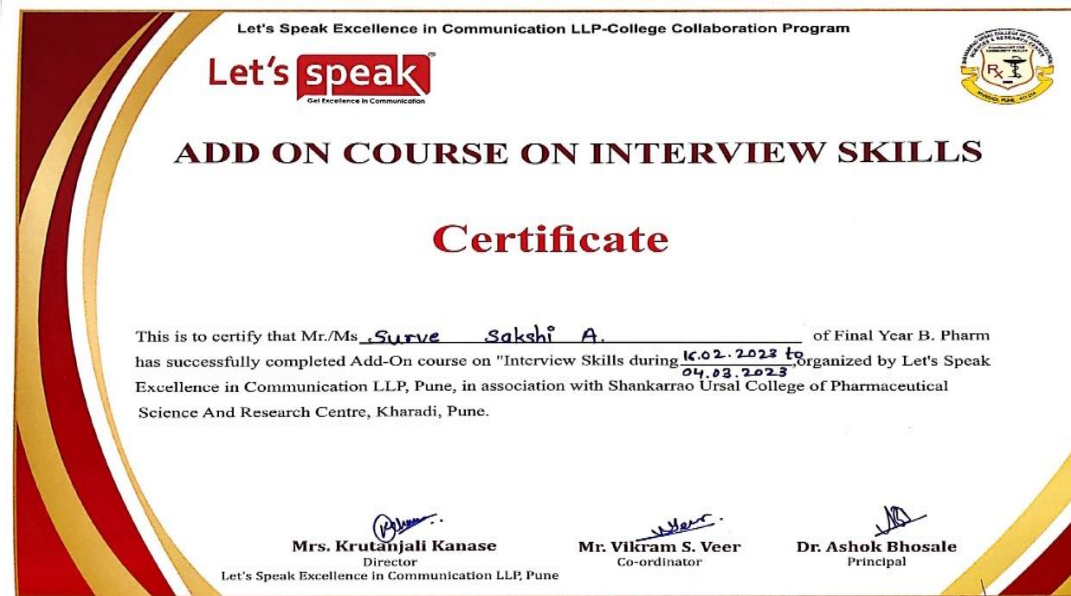 Let's Speak Excellence in Communication LLP-College Collaboration Program
Let's speak
Get Excellence in Communication
ADD ON COURSE ON INTERVIEW SKILLS
Certificate
This is to certify that Mr./Ms Surve Sakshi A. of Final Year B. Pharm
has successfully completed Add-On course on "Interview Skills during 16.02.2023 to 04.03.2023, organized by Let's Speak
Excellence in Communication LLP, Pune, in association with Shankarrao Ursal College of Pharmaceutical
Science And Research Centre, Kharadi, Pune.
Mrs. Krutanjali Kanase
Director
Let's Speak Excellence in Communication LLP, Pune
Mr. Vikram S. Veer
Co-ordinator
Dr. Ashok Bhosale
Principal